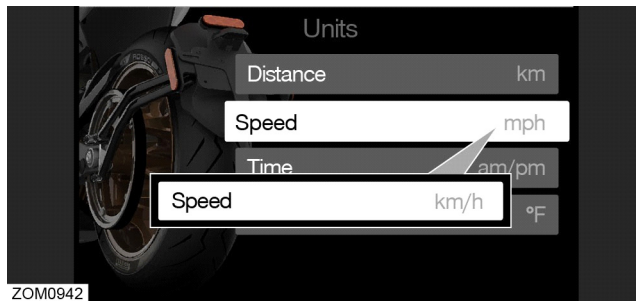 Units
Distance km
Speed mph
Time am/pm
Speed km/h
°F
ZOM0942